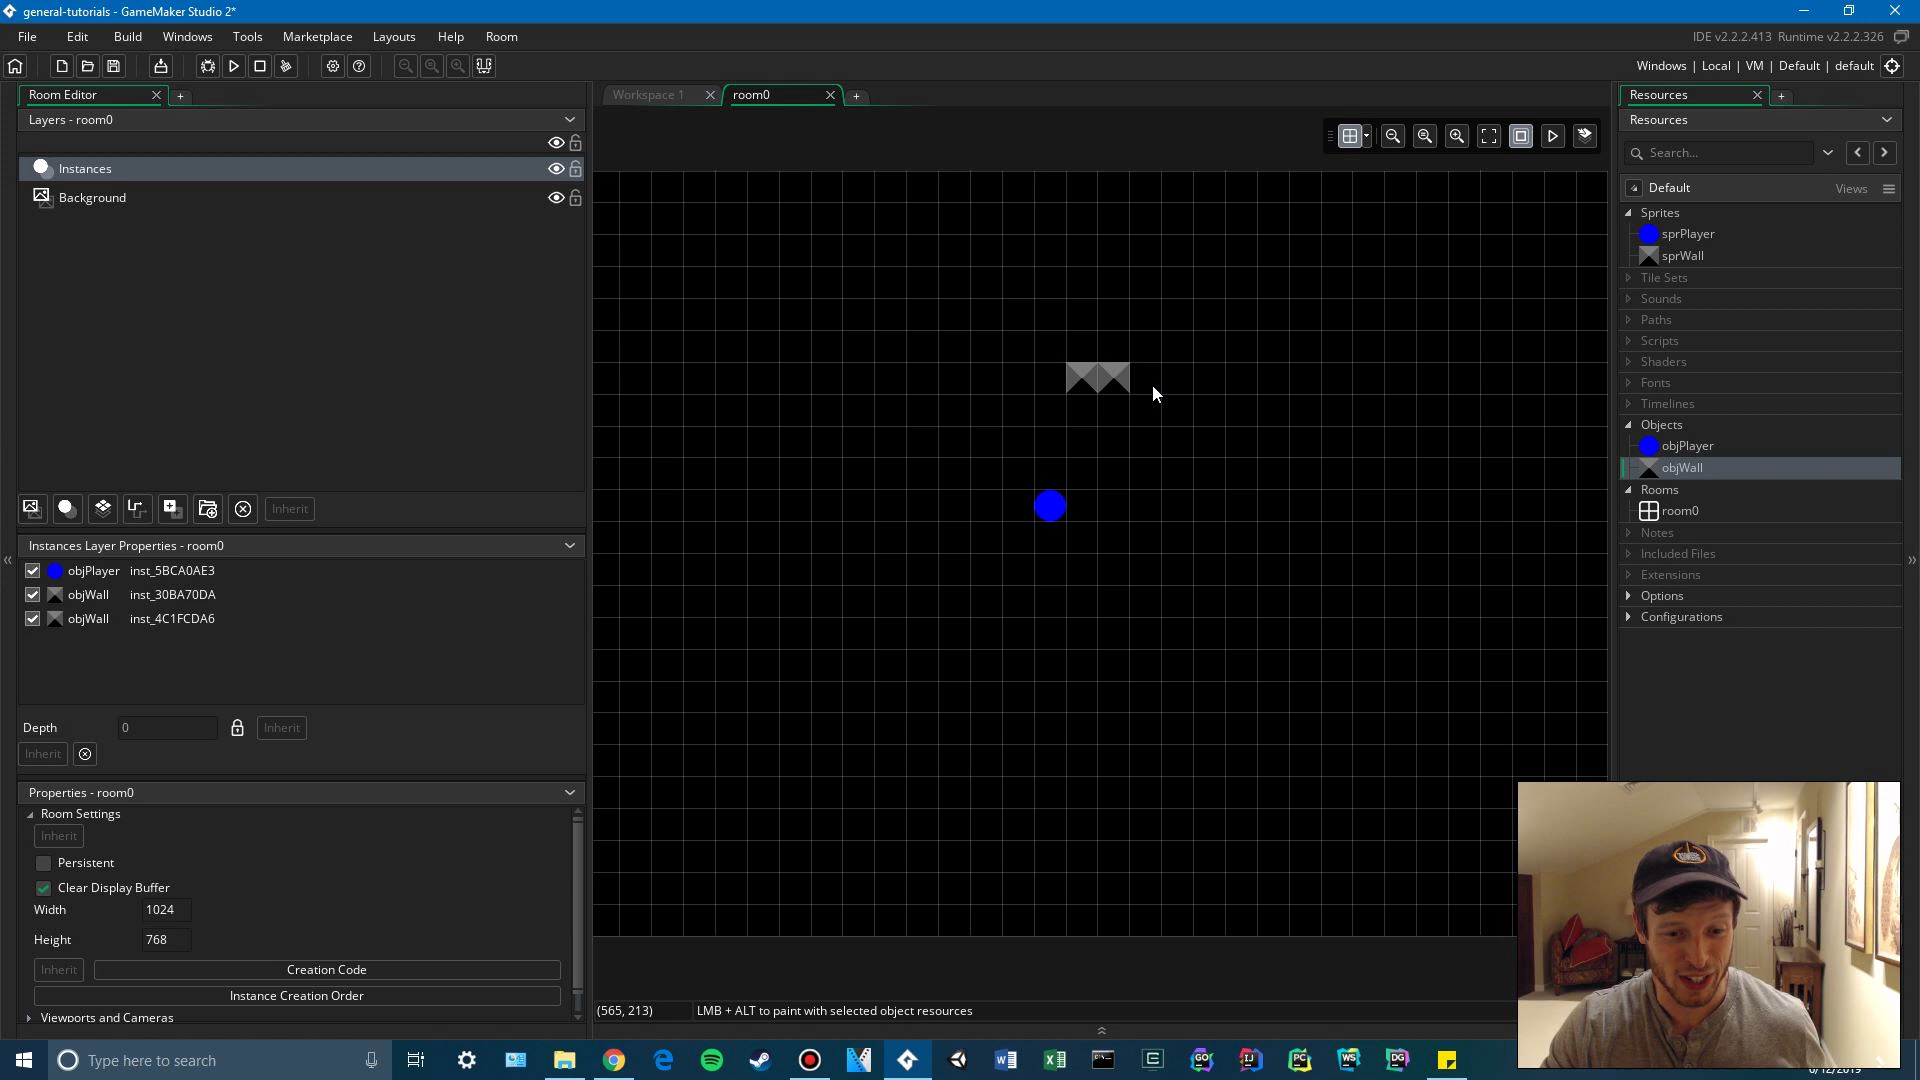 general-tutorials - GameMaker Studio 2*
File Edit Build Windows Tools Marketplace Layouts Help Room
IDE v2.2.2.413 Runtime v2.2.2.326
Windows | Local | VM | Default | default
Room Editor
Workspace 1
room0
Resources
Layers - room0
Resources
Search...
Instances
Background
Default
Views
Sprites
sprPlayer
sprWall
Tile Sets
Sounds
Paths
Scripts
Shaders
Fonts
Timelines
Objects
objPlayer
objWall
Rooms
room0
Notes
Included Files
Extensions
Options
Configurations
Inherit
Instances Layer Properties - room0
objPlayer inst_5BCA0AE3
objWall inst_30BA70DA
objWall inst_4C1FCDA6
Depth 0 Inherit
Inherit
Properties - room0
Room Settings
Inherit
Persistent
Clear Display Buffer
Width 1024
Height 768
Inherit Creation Code
Instance Creation Order
Viewports and Cameras
(565, 213) LMB + ALT to paint with selected object resources
Type here to search